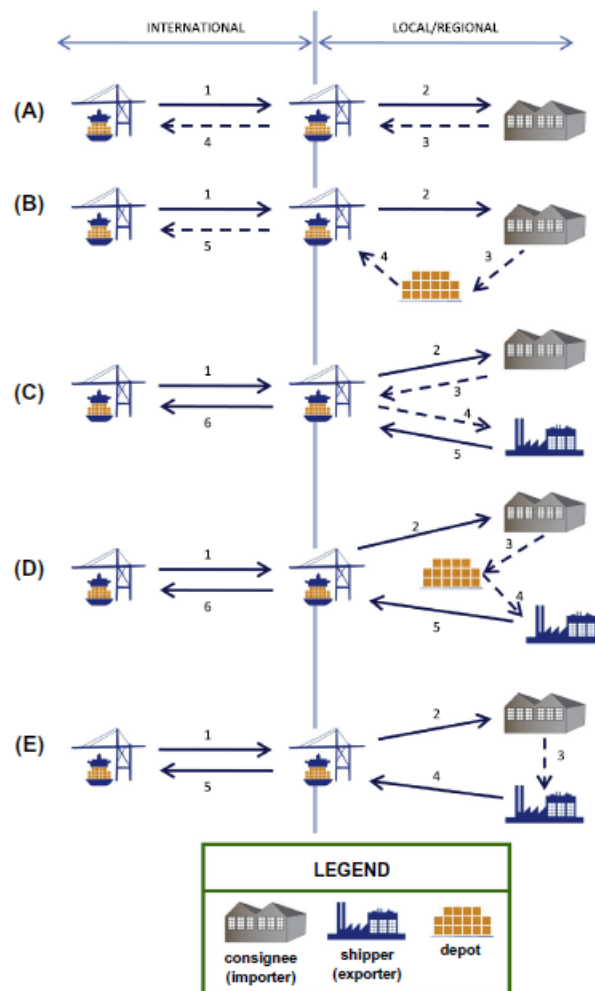 INTERNATIONAL
LOCAL/REGIONAL
(A)
1
2
4
3
(B)
1
2
5
4
3
(C)
1
2
3
6
4
5
(D)
1
2
3
6
4
5
(E)
1
2
3
5
4
LEGEND
consignee
(importer)
shipper
(exporter)
depot